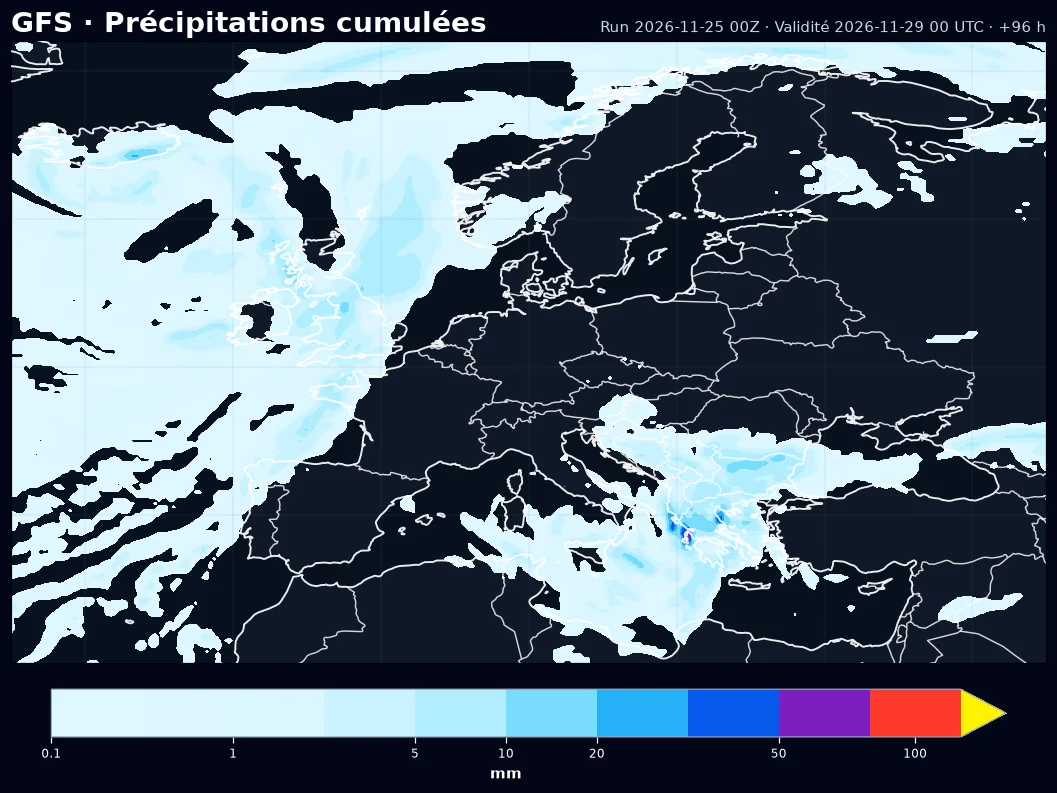 GFS · Précipitations cumulées
Run 2026-11-25 00Z · Validité 2026-11-29 00 UTC · +96 h
0.1 1 5 10 20 50 100
mm